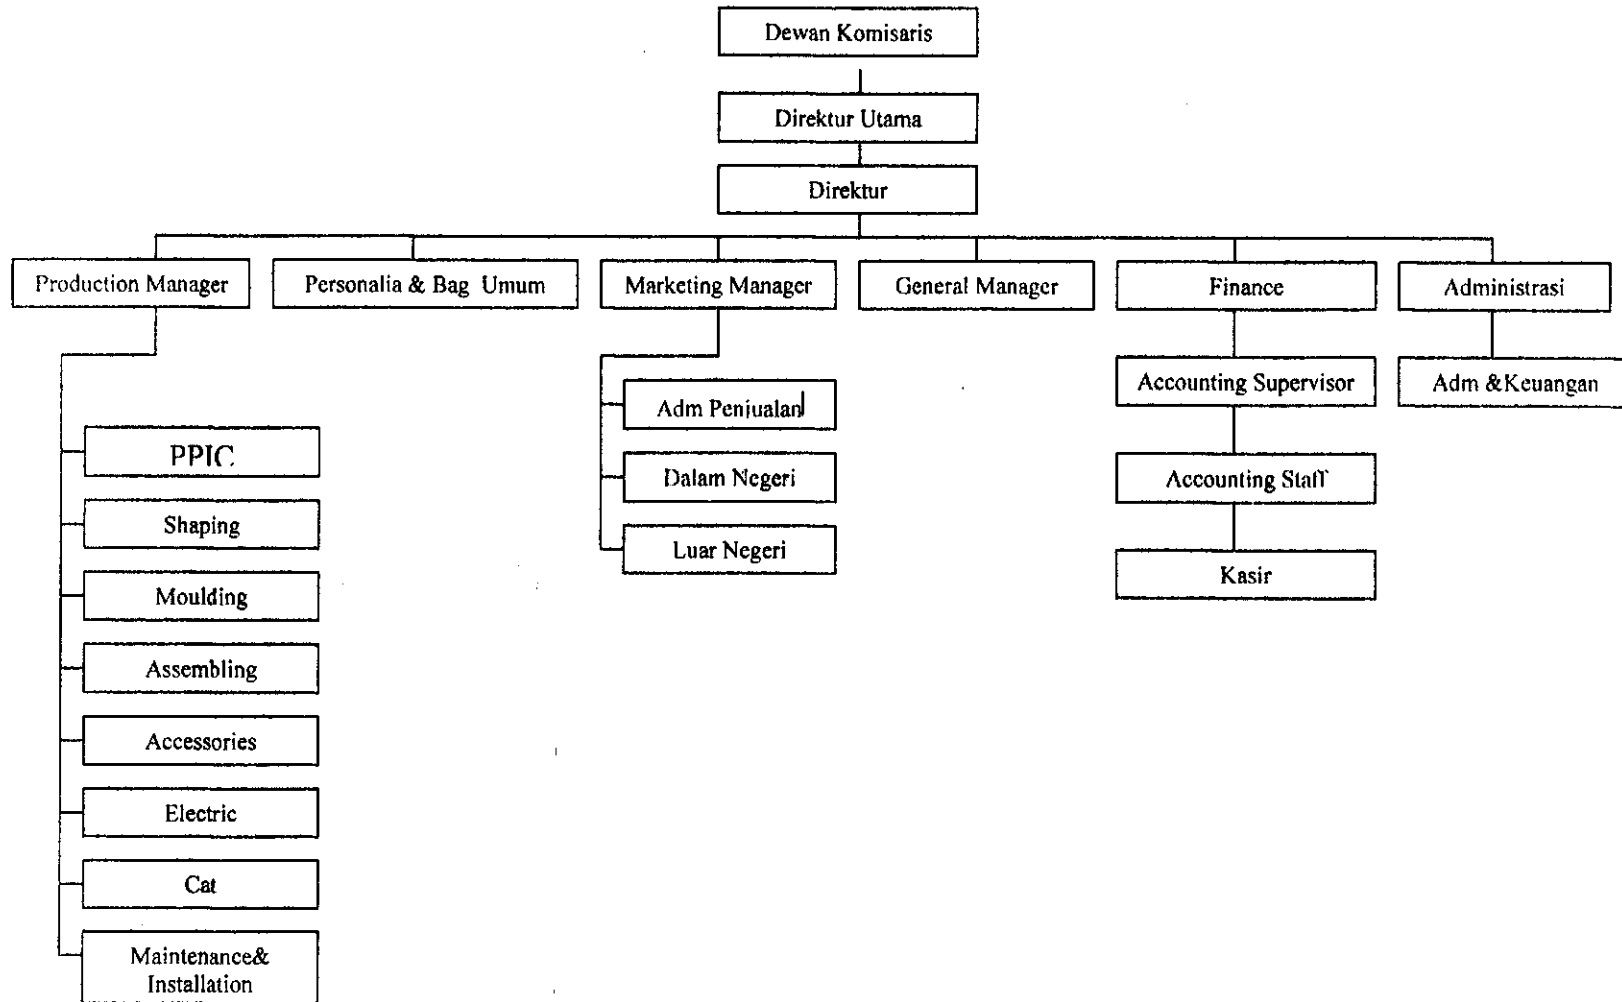 Dewan Komisaris
Direktur Utama
Direktur
Production Manager
Personalia & Bag Umum
Marketing Manager
General Manager
Finance
Administrasi
Accounting Supervisor
Adm &Keuangan
Adm Penjualan
PPIC
Dalam Negeri
Accounting Staff
Shaping
Luar Negeri
Kasir
Moulding
Assembling
Accessories
Electric
Cat
Maintenance&
Installation